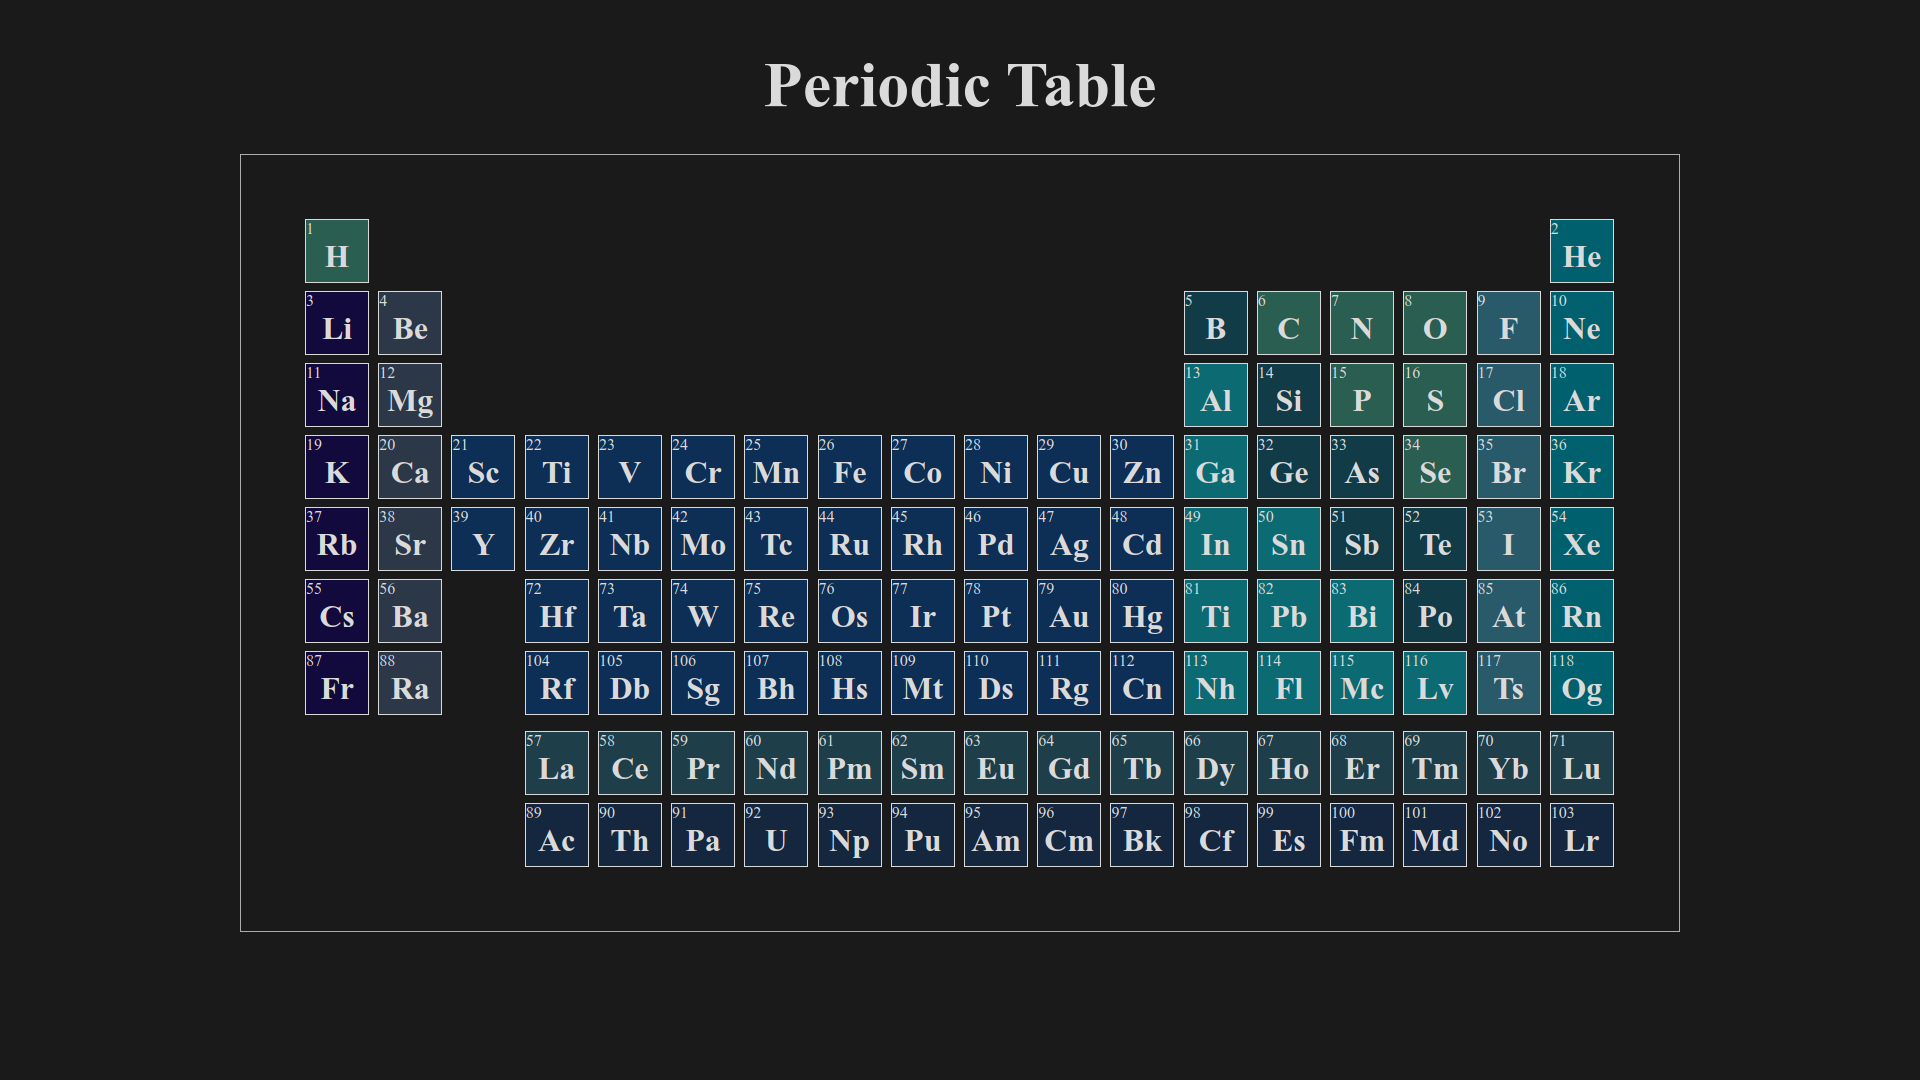 Periodic Table
1 2
H He
3 4 5 6 7 8 9 10
Li Be B C N O F Ne
11 12 13 14 15 16 17 18
Na Mg Al Si P S Cl Ar
19 20 21 22 23 24 25 26 27 28 29 30 31 32 33 34 35 36
K Ca Sc Ti V Cr Mn Fe Co Ni Cu Zn Ga Ge As Se Br Kr
37 38 39 40 41 42 43 44 45 46 47 48 49 50 51 52 53 54
Rb Sr Y Zr Nb Mo Tc Ru Rh Pd Ag Cd In Sn Sb Te I Xe
55 56 72 73 74 75 76 77 78 79 80 81 82 83 84 85 86
Cs Ba Hf Ta W Re Os Ir Pt Au Hg Ti Pb Bi Po At Rn
87 88 104 105 106 107 108 109 110 111 112 113 114 115 116 117 118
Fr Ra Rf Db Sg Bh Hs Mt Ds Rg Cn Nh Fl Mc Lv Ts Og
57 58 59 60 61 62 63 64 65 66 67 68 69 70 71
La Ce Pr Nd Pm Sm Eu Gd Tb Dy Ho Er Tm Yb Lu
89 90 91 92 93 94 95 96 97 98 99 100 101 102 103
Ac Th Pa U Np Pu Am Cm Bk Cf Es Fm Md No Lr